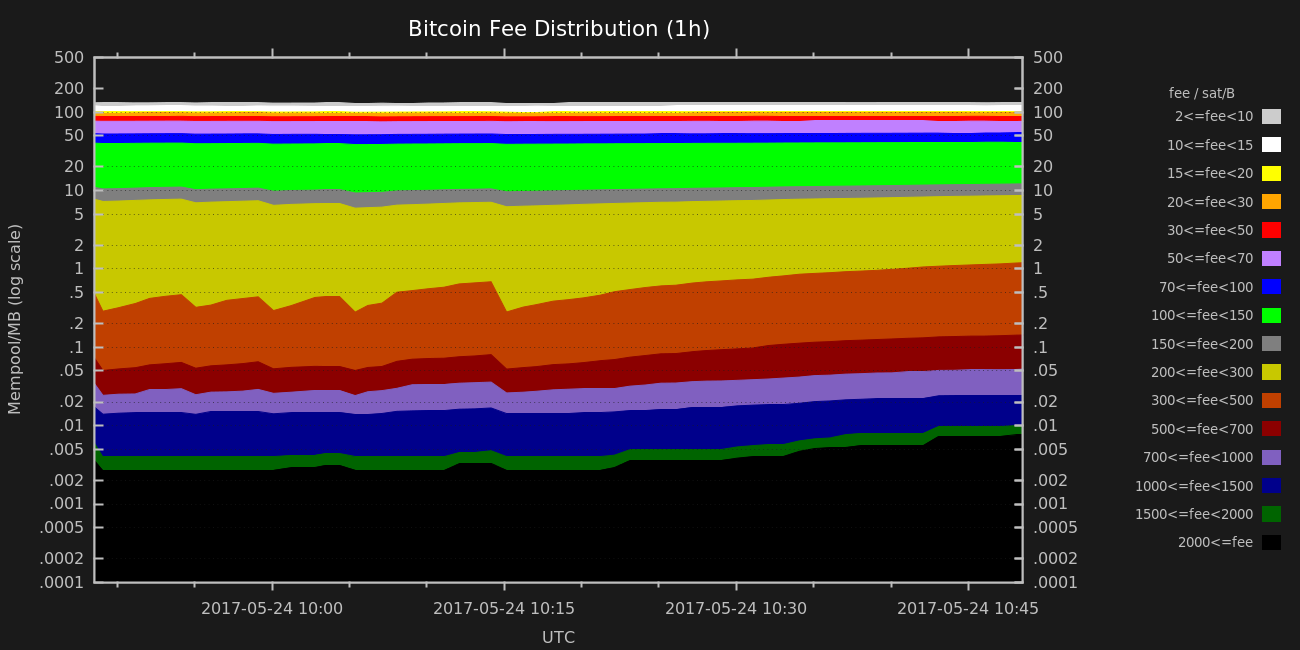 Bitcoin Fee Distribution (1h)
500
200
100
50
20
10
5
2
1
.5
.2
.1
.05
.02
.01
.005
.002
.001
.0005
.0002
.0001
Mempool/MB (log scale)
500
200
100
50
20
10
5
2
1
.5
.2
.1
.05
.02
.01
.005
.002
.001
.0005
.0002
.0001
2017-05-24 10:00
2017-05-24 10:15
2017-05-24 10:30
2017-05-24 10:45
UTC
fee / sat/B
2<=fee<10
10<=fee<15
15<=fee<20
20<=fee<30
30<=fee<50
50<=fee<70
70<=fee<100
100<=fee<150
150<=fee<200
200<=fee<300
300<=fee<500
500<=fee<700
700<=fee<1000
1000<=fee<1500
1500<=fee<2000
2000<=fee